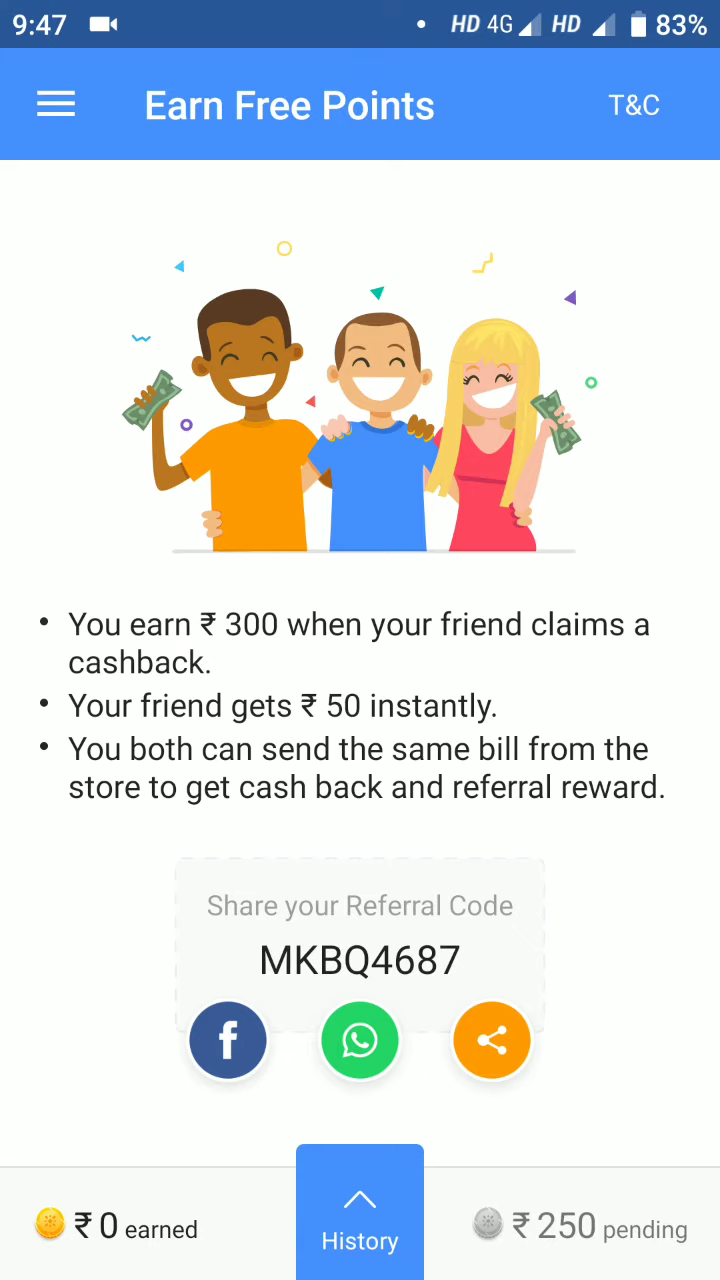 9:47 HD 4G HD 83%
Earn Free Points T&C
• You earn ₹ 300 when your friend claims a
cashback.
• Your friend gets ₹ 50 instantly.
• You both can send the same bill from the
store to get cash back and referral reward.
Share your Referral Code
MKBQ4687
₹ 0 earned
History
₹ 250 pending